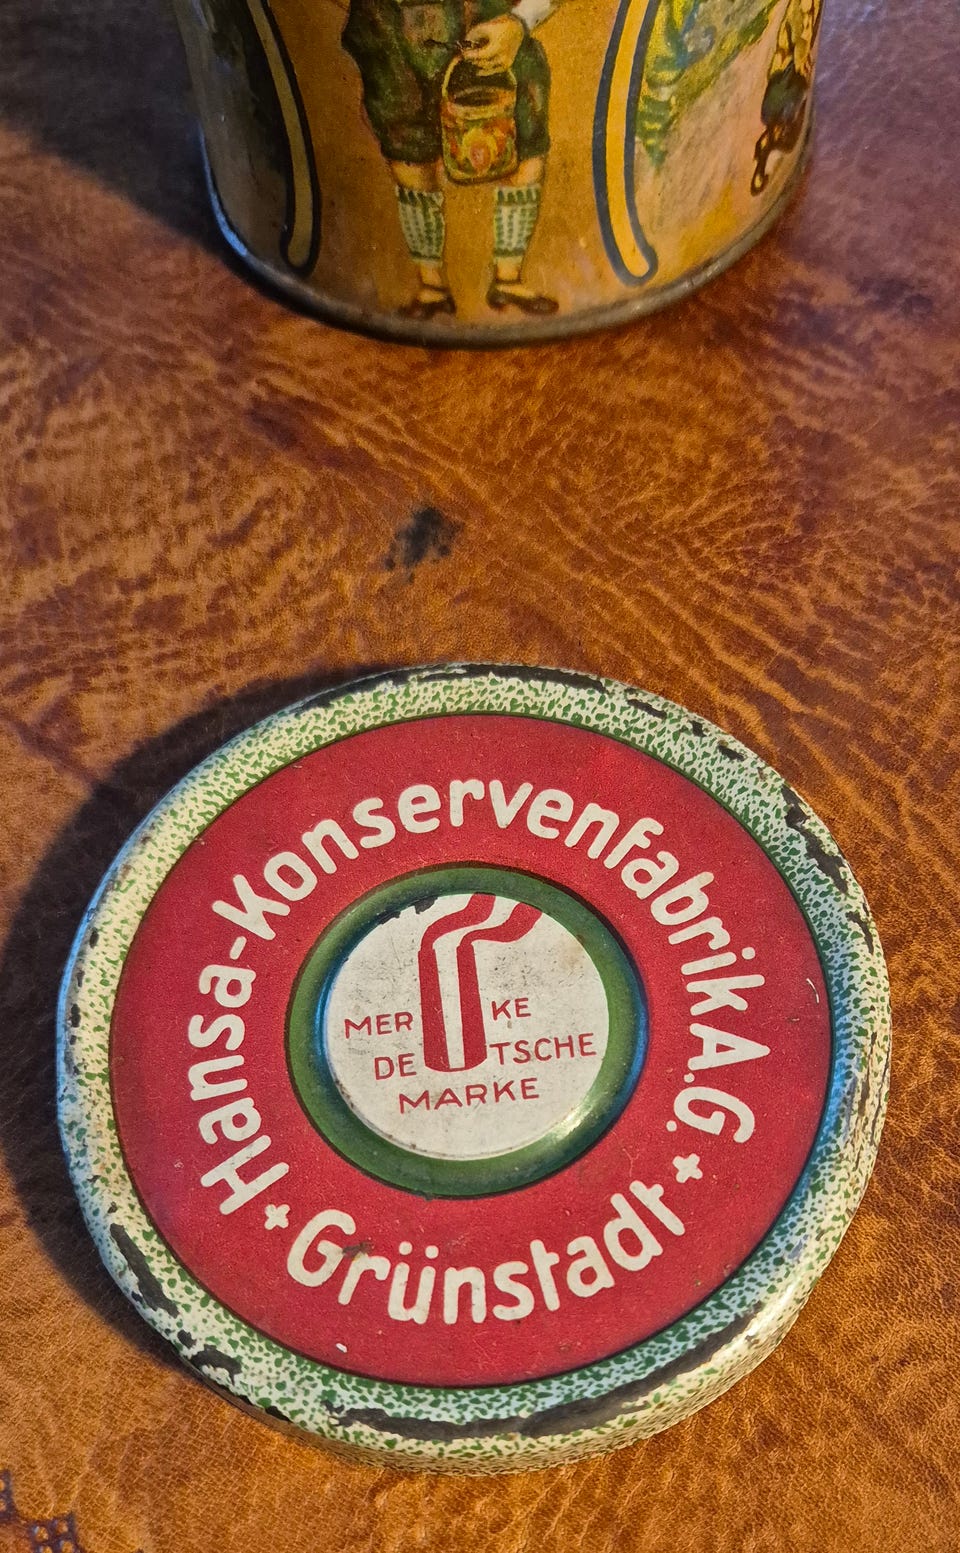 Hansa-Konservenfabrik A.G.
Grünstadt
MER KE
DE TSCHE
MARKE